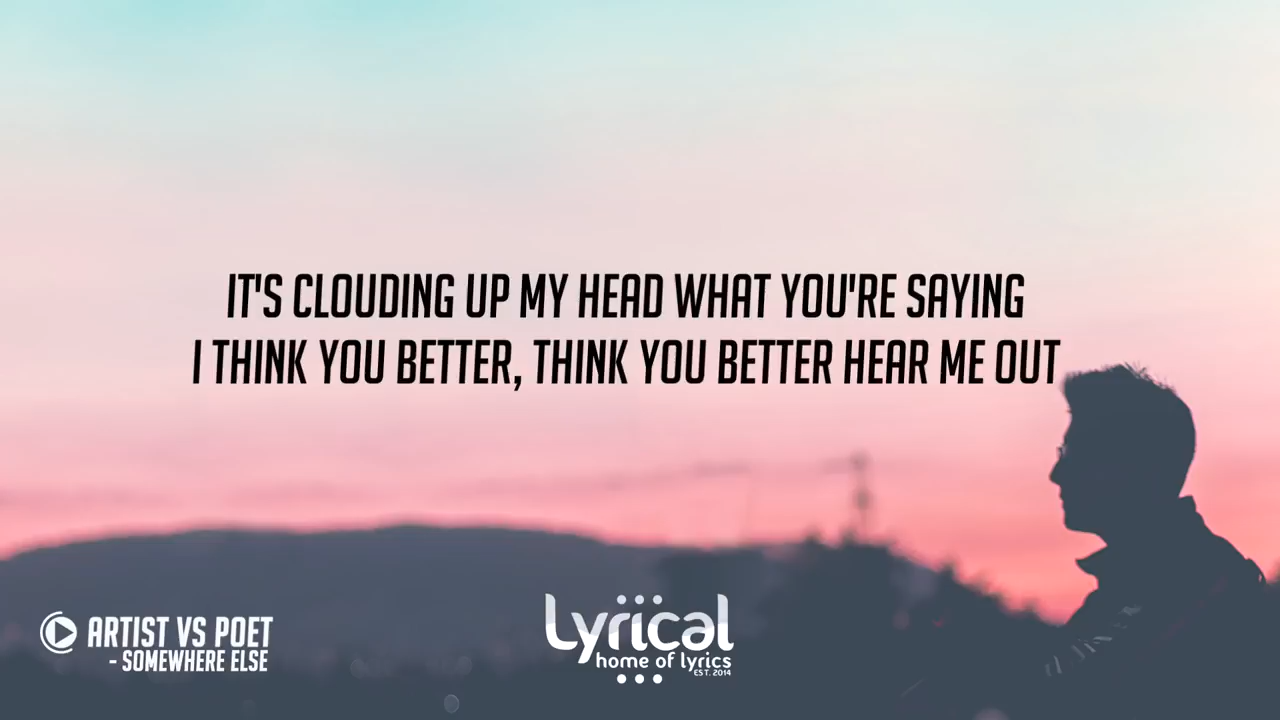 IT'S CLOUDING UP MY HEAD WHAT YOU'RE SAYING
I THINK YOU BETTER, THINK YOU BETTER HEAR ME OUT
ARTIST VS POET
- SOMEWHERE ELSE
Lyrical
home of lyrics
EST. 2014